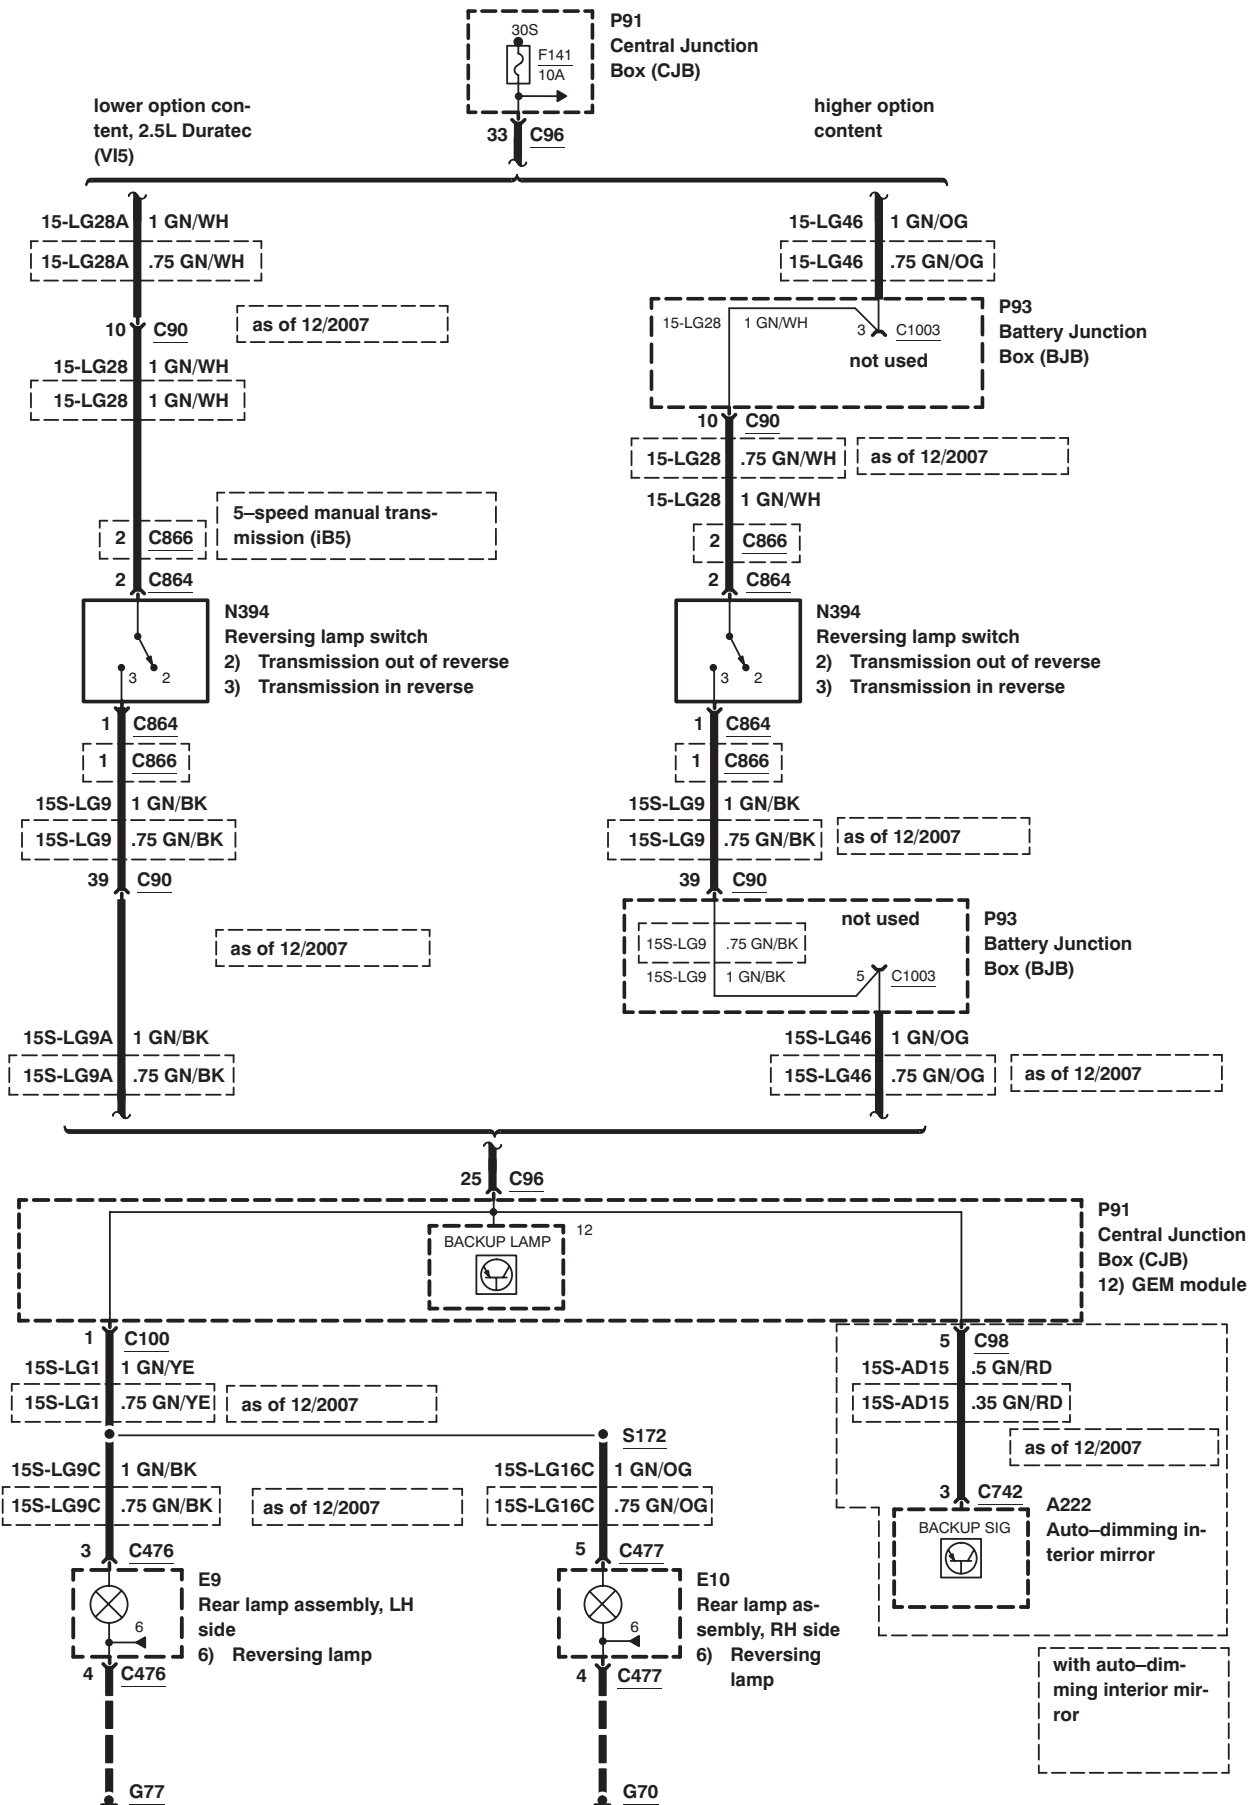 30S
F141
10A
P91
Central Junction
Box (CJB)
33 C96
lower option con-
tent, 2.5L Duratec
(VI5)
higher option
content
15-LG28A 1 GN/WH
15-LG28A .75 GN/WH
10 C90
as of 12/2007
15-LG28 1 GN/WH
15-LG28 1 GN/WH
5–speed manual trans-
mission (iB5)
2 C866
2 C864
N394
Reversing lamp switch
2) Transmission out of reverse
3) Transmission in reverse
3 2
1 C864
1 C866
15S-LG9 1 GN/BK
15S-LG9 .75 GN/BK
39 C90
as of 12/2007
15S-LG9A 1 GN/BK
15S-LG9A .75 GN/BK
15-LG46 1 GN/OG
15-LG46 .75 GN/OG
15-LG28 1 GN/WH
3 C1003
not used
P93
Battery Junction
Box (BJB)
10 C90
15-LG28 .75 GN/WH
as of 12/2007
15-LG28 1 GN/WH
2 C866
2 C864
N394
Reversing lamp switch
2) Transmission out of reverse
3) Transmission in reverse
3 2
1 C864
1 C866
15S-LG9 1 GN/BK
15S-LG9 .75 GN/BK
as of 12/2007
39 C90
not used
15S-LG9 .75 GN/BK
15S-LG9 1 GN/BK
5 C1003
P93
Battery Junction
Box (BJB)
15S-LG46 1 GN/OG
15S-LG46 .75 GN/OG
as of 12/2007
25 C96
BACKUP LAMP
12
P91
Central Junction
Box (CJB)
12) GEM module
1 C100
15S-LG1 1 GN/YE
15S-LG1 .75 GN/YE
as of 12/2007
S172
15S-LG9C 1 GN/BK
15S-LG9C .75 GN/BK
as of 12/2007
3 C476
E9
Rear lamp assembly, LH
side
6) Reversing lamp
6
4 C476
G77
15S-LG16C 1 GN/OG
15S-LG16C .75 GN/OG
5 C477
E10
Rear lamp as-
sembly, RH side
6) Reversing
lamp
6
4 C477
G70
5 C98
15S-AD15 .5 GN/RD
15S-AD15 .35 GN/RD
as of 12/2007
3 C742
BACKUP SIG
A222
Auto–dimming in-
terior mirror
with auto–dim-
ming interior mir-
ror